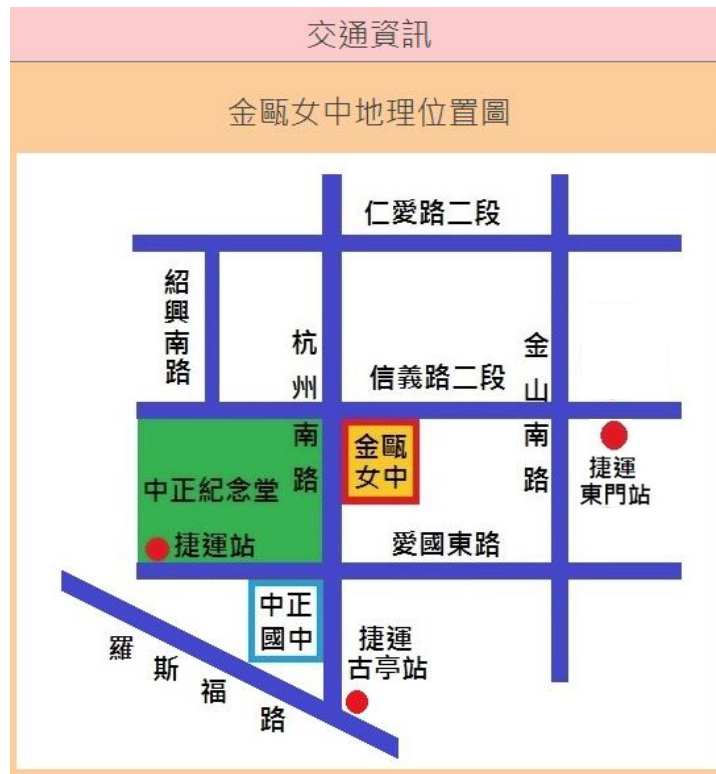 交通資訊
金甌女中地理位置圖
仁愛路二段
紹興南路
杭州南路
金山南路
信義路二段
金甌
女中
中正紀念堂
捷運站
捷運
東門站
愛國東路
中正
國中
捷運
古亭站
羅斯福路